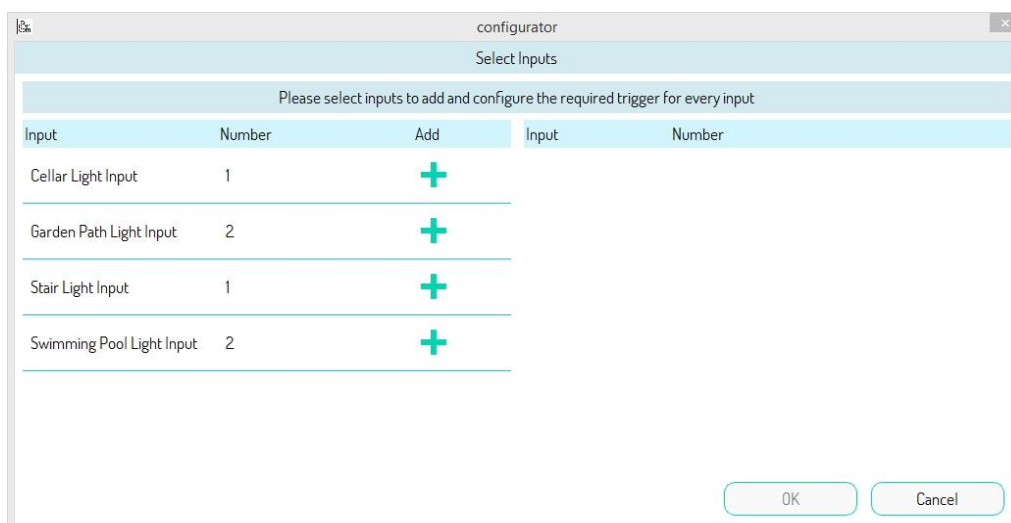 configurator
Select Inputs
Please select inputs to add and configure the required trigger for every input
Input Number Add Input Number
Cellar Light Input 1
Garden Path Light Input 2
Stair Light Input 1
Swimming Pool Light Input 2
OK Cancel